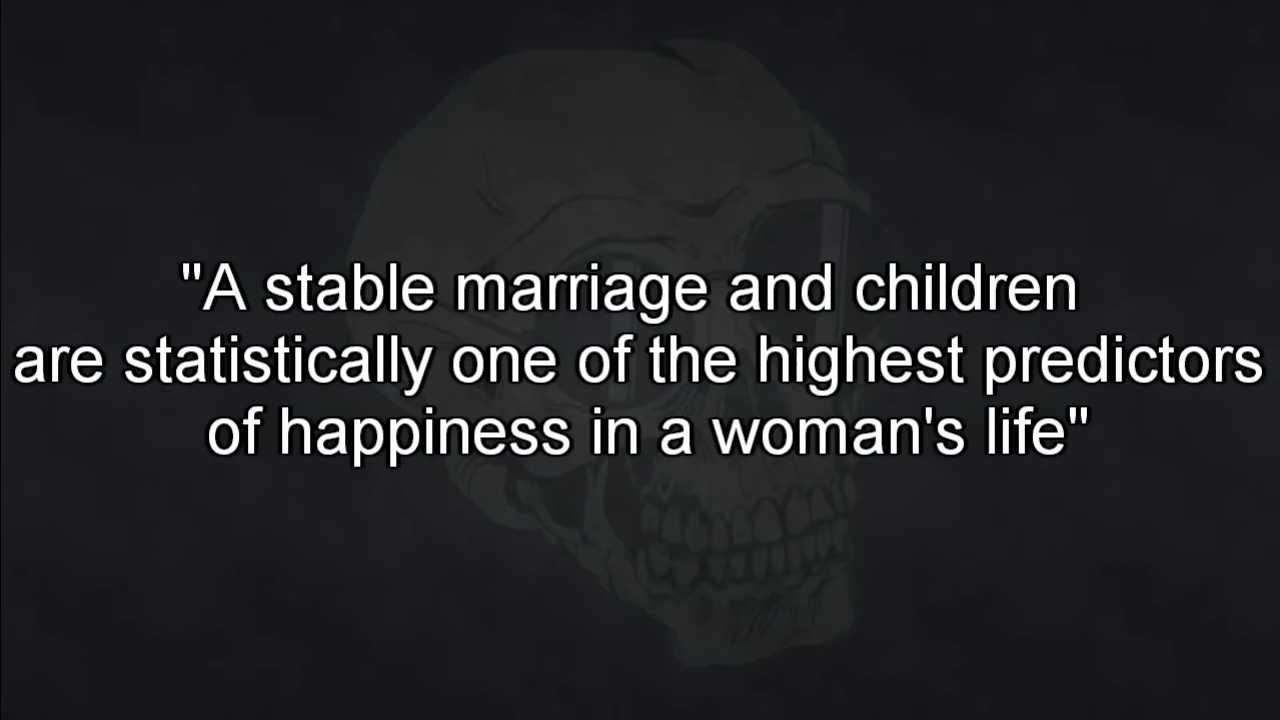 "A stable marriage and children
are statistically one of the highest predictors
of happiness in a woman's life"